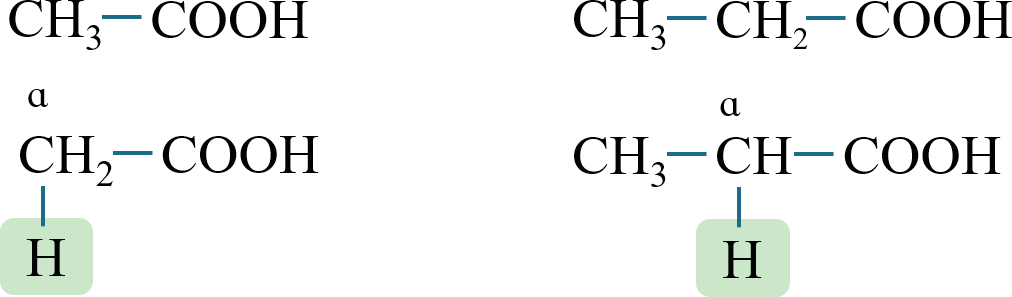 CH₃—COOH
CH₃—CH₂—COOH
α
CH₂—COOH
H
α
CH₃—CH—COOH
H